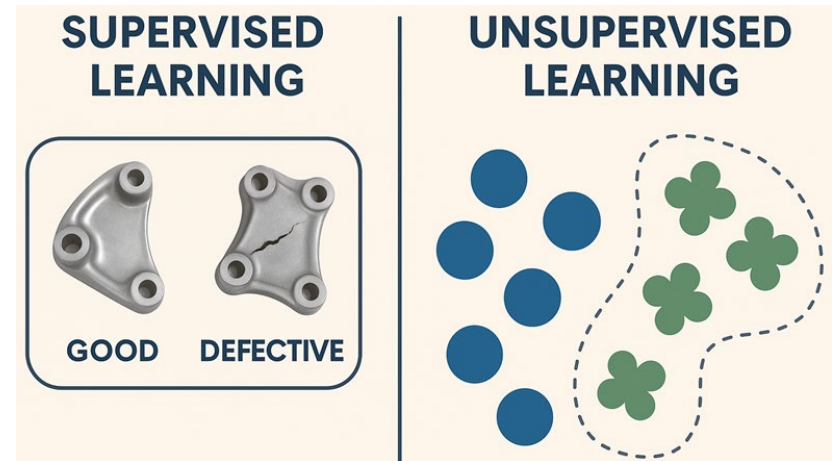 SUPERVISED
LEARNING
GOOD
DEFECTIVE
UNSUPERVISED
LEARNING